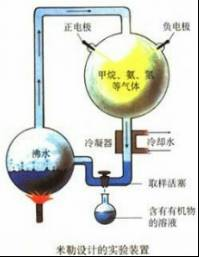 正电极
负电极
甲烷、氨、氢
等气体
冷凝器
冷却水
沸水
取样活塞
含有有机物
的溶液
米勒设计的实验装置